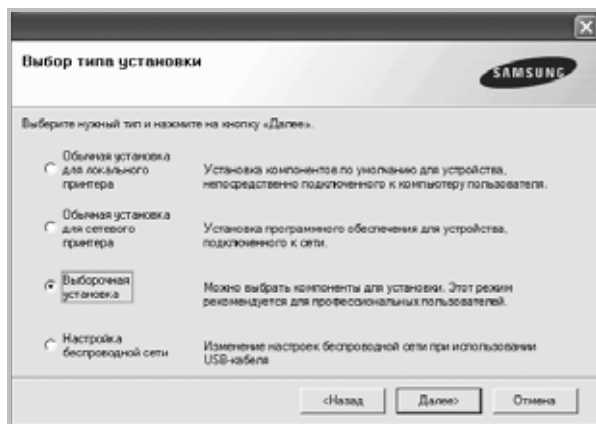 Выбор типа установки
SAMSUNG
Выберите нужный тип и нажмите на кнопку «Далее».
Обычная установка
для локального
принтера
Установка компонентов по умолчанию для устройства,
непосредственно подключенного к компьютеру пользователя.
Обычная установка
для сетевого
принтера
Установка программного обеспечения для устройства,
подключенного к сети.
Выборочная
установка
Можно выбрать компоненты для установки. Этот режим
рекомендуется для профессиональных пользователей.
Настройка
беспроводной сети
Изменение настроек беспроводной сети при использовании
USB-кабеля
<Назад
Далее>
Отмена